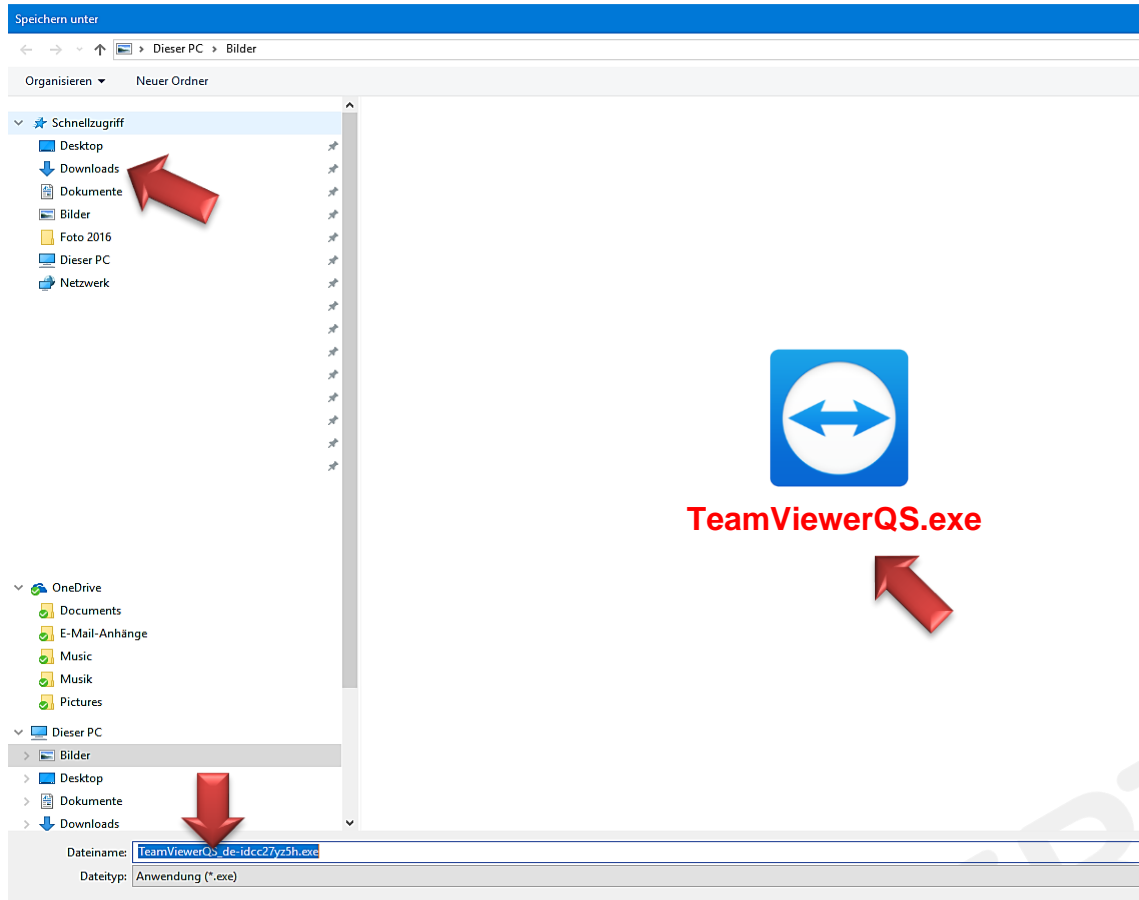 Speichern unter
Dieser PC > Bilder
Organisieren Neuer Ordner
Schnellzugriff
Desktop
Downloads
Dokumente
Bilder
Foto 2016
Dieser PC
Netzwerk
TeamViewerQS.exe
OneDrive
Documents
E-Mail-Anhänge
Music
Musik
Pictures
Dieser PC
Bilder
Desktop
Dokumente
Downloads
Dateiname: TeamViewerQS_de-idcc27yz5h.exe
Dateityp: Anwendung (*.exe)